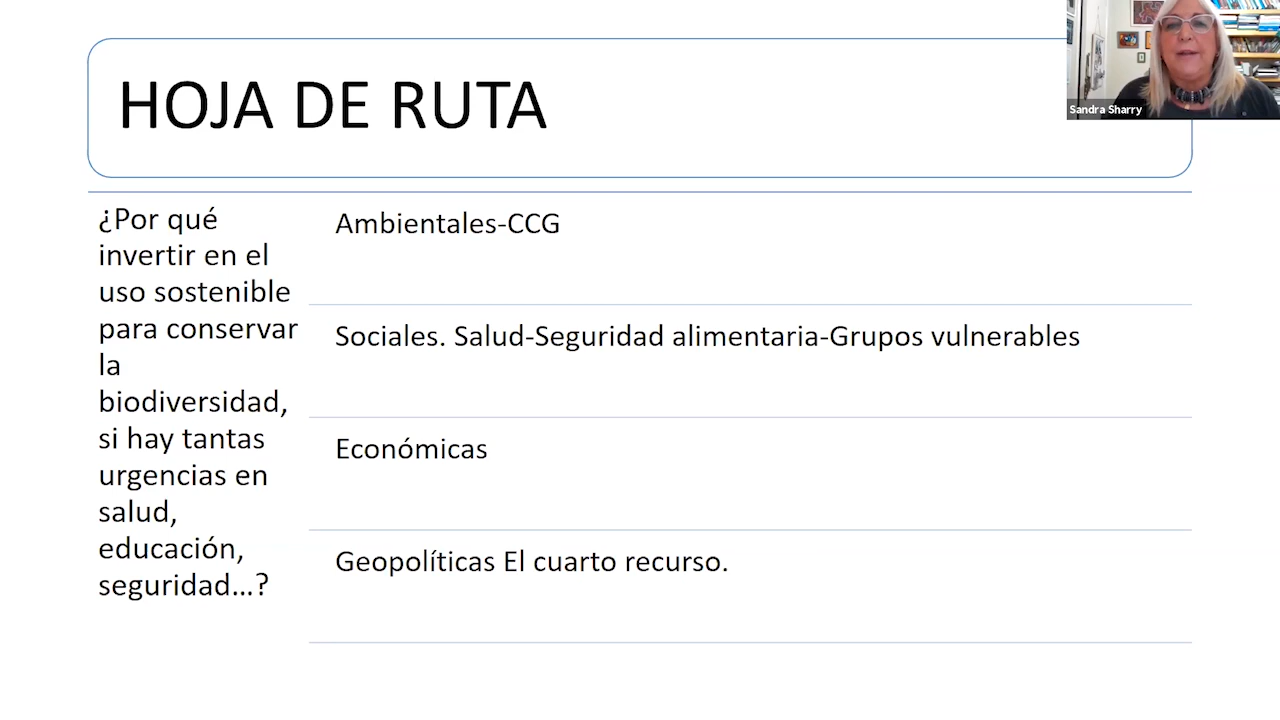 HOJA DE RUTA
Sandra Sharry
¿Por qué
invertir en el
uso sostenible
para conservar
la
biodiversidad,
si hay tantas
urgencias en
salud,
educación,
seguridad...?
Ambientales-CCG
Sociales. Salud-Seguridad alimentaria-Grupos vulnerables
Económicas
Geopolíticas El cuarto recurso.